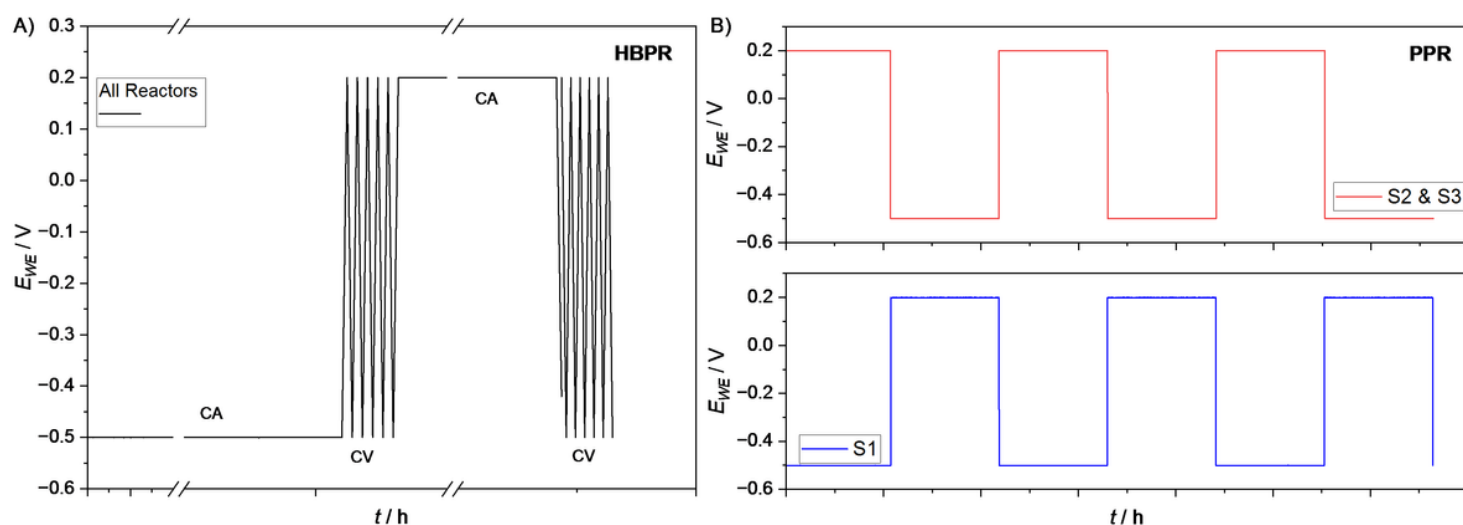 A)
HBPR
All Reactors
CA
CV
CA
CV
0.3
0.2
0.1
0.0
−0.1
−0.2
−0.3
−0.4
−0.5
−0.6
E_WE / V
t / h
B)
PPR
0.2
0.0
−0.2
−0.4
−0.6
E_WE / V
S2 & S3
0.2
0.0
−0.2
−0.4
−0.6
E_WE / V
S1
t / h